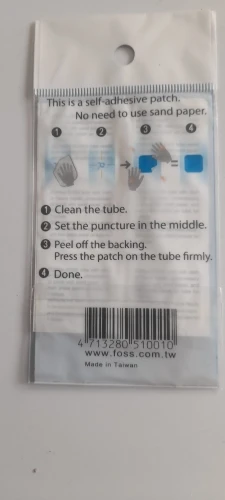 This is a self-adhesive patch.
No need to use sand paper.
1 2 3 4
1 Clean the tube.
2 Set the puncture in the middle.
3 Peel off the backing.
Press the patch on the tube firmly.
4 Done.
4 713280 510010
www.foss.com.tw
Made in Taiwan